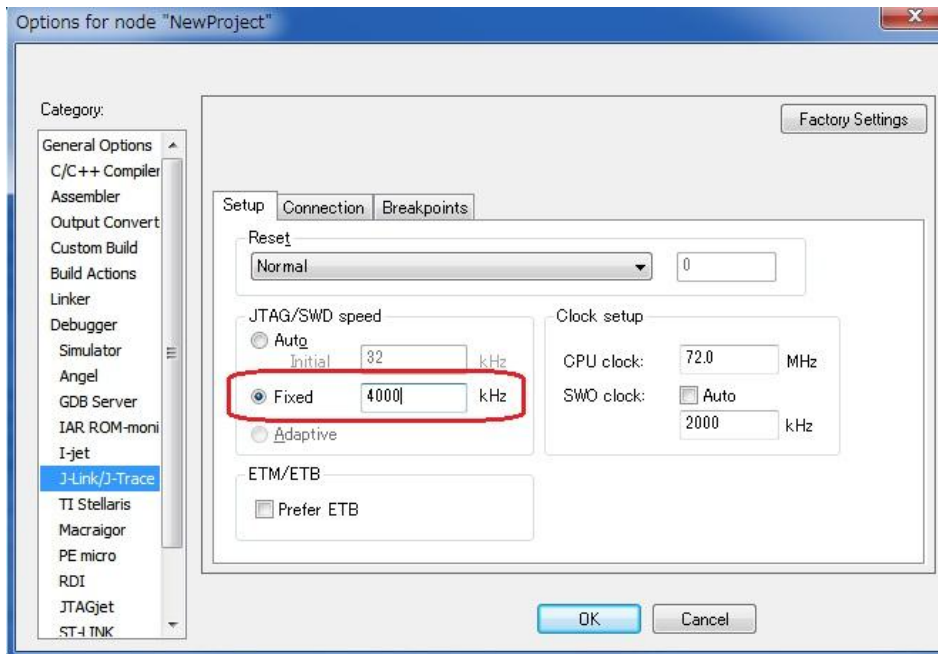 Options for node "NewProject"
Category:
General Options
C/C++ Compiler
Assembler
Output Convert
Custom Build
Build Actions
Linker
Debugger
Simulator
Angel
GDB Server
IAR ROM-moni
I-jet
J-Link/J-Trace
TI Stellaris
Macraigor
PE micro
RDI
JTAGjet
ST-LINK
Factory Settings
Setup Connection Breakpoints
Reset
Normal 0
JTAG/SWD speed
Auto
Initial 32 kHz
Fixed 4000 kHz
Adaptive
Clock setup
CPU clock: 72.0 MHz
SWO clock: Auto
2000 kHz
ETM/ETB
Prefer ETB
OK Cancel